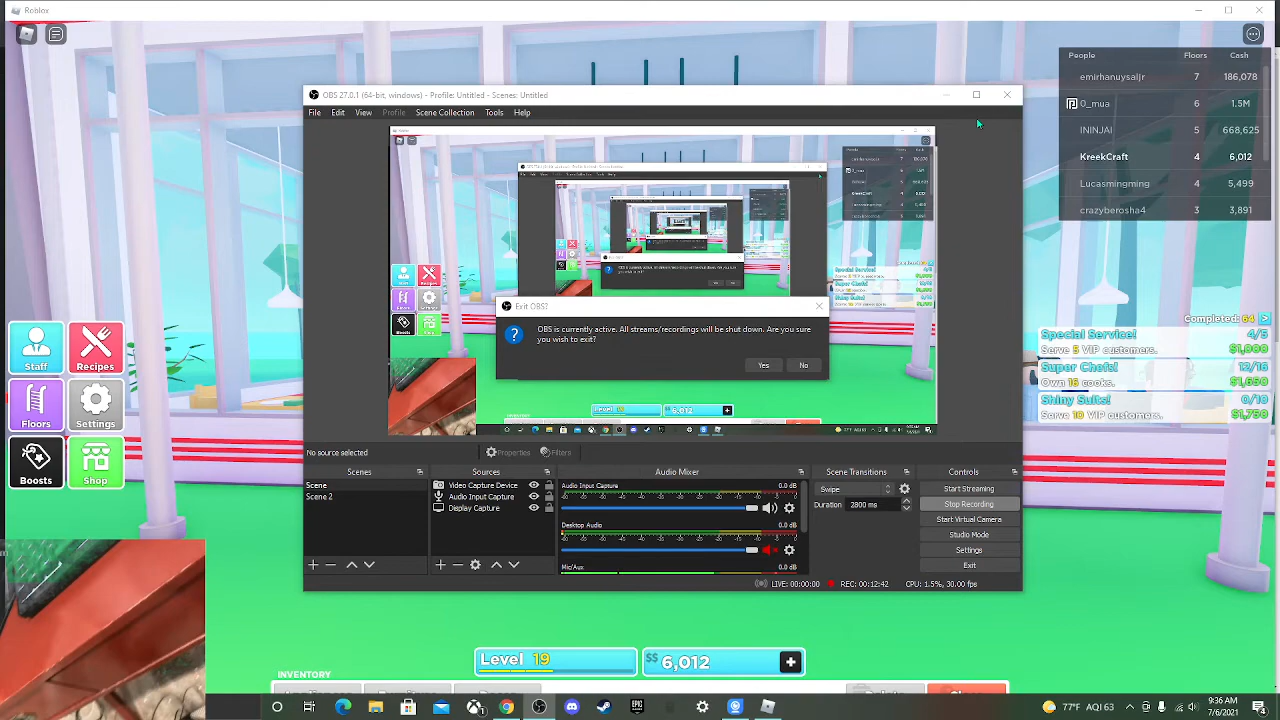 Roblox
People Floors Cash
emirhanuysaljr 7 186,078
0_mua 6 1.5M
ININJAI 5 666,625
KreekCraft 4
Lucasmingming 4 5,499
crazyberosha4 3 3,891
OBS 27.0.1 (64-bit, windows) - Profile: Untitled - Scenes: Untitled
File Edit View Profile Scene Collection Tools Help
Exit OBS?
OBS is currently active. All streams/recordings will be shut down. Are you sure
you wish to exit?
Yes No
Staff Recipes
Floors Settings
Boosts Shop
Completed: 64 >
Special Service! 4/5
Serve 5 VIP customers. $1,000
Super Chefs! 12/16
Own 16 cooks. $1,650
Shiny Suits! 0/10
Serve 10 VIP customers. $1,750
No source selected
Properties Filters
Scenes
Scene
Scene 2
Sources
Video Capture Device
Audio Input Capture
Display Capture
Audio Mixer
Audio Input Capture 0.0 dB
Desktop Audio 0.0 dB
Mic/Aux 0.0 dB
Scene Transitions
Swipe
Duration 2800 ms
Controls
Start Streaming
Stop Recording
Start Virtual Camera
Studio Mode
Settings
Exit
LIVE: 00:00:00 REC: 00:12:42 CPU: 1.5%, 30.00 fps
Level 19
$$ 6,012 +
INVENTORY
EPIC
77°F AQI 63
9:36 AM
7/6/2021